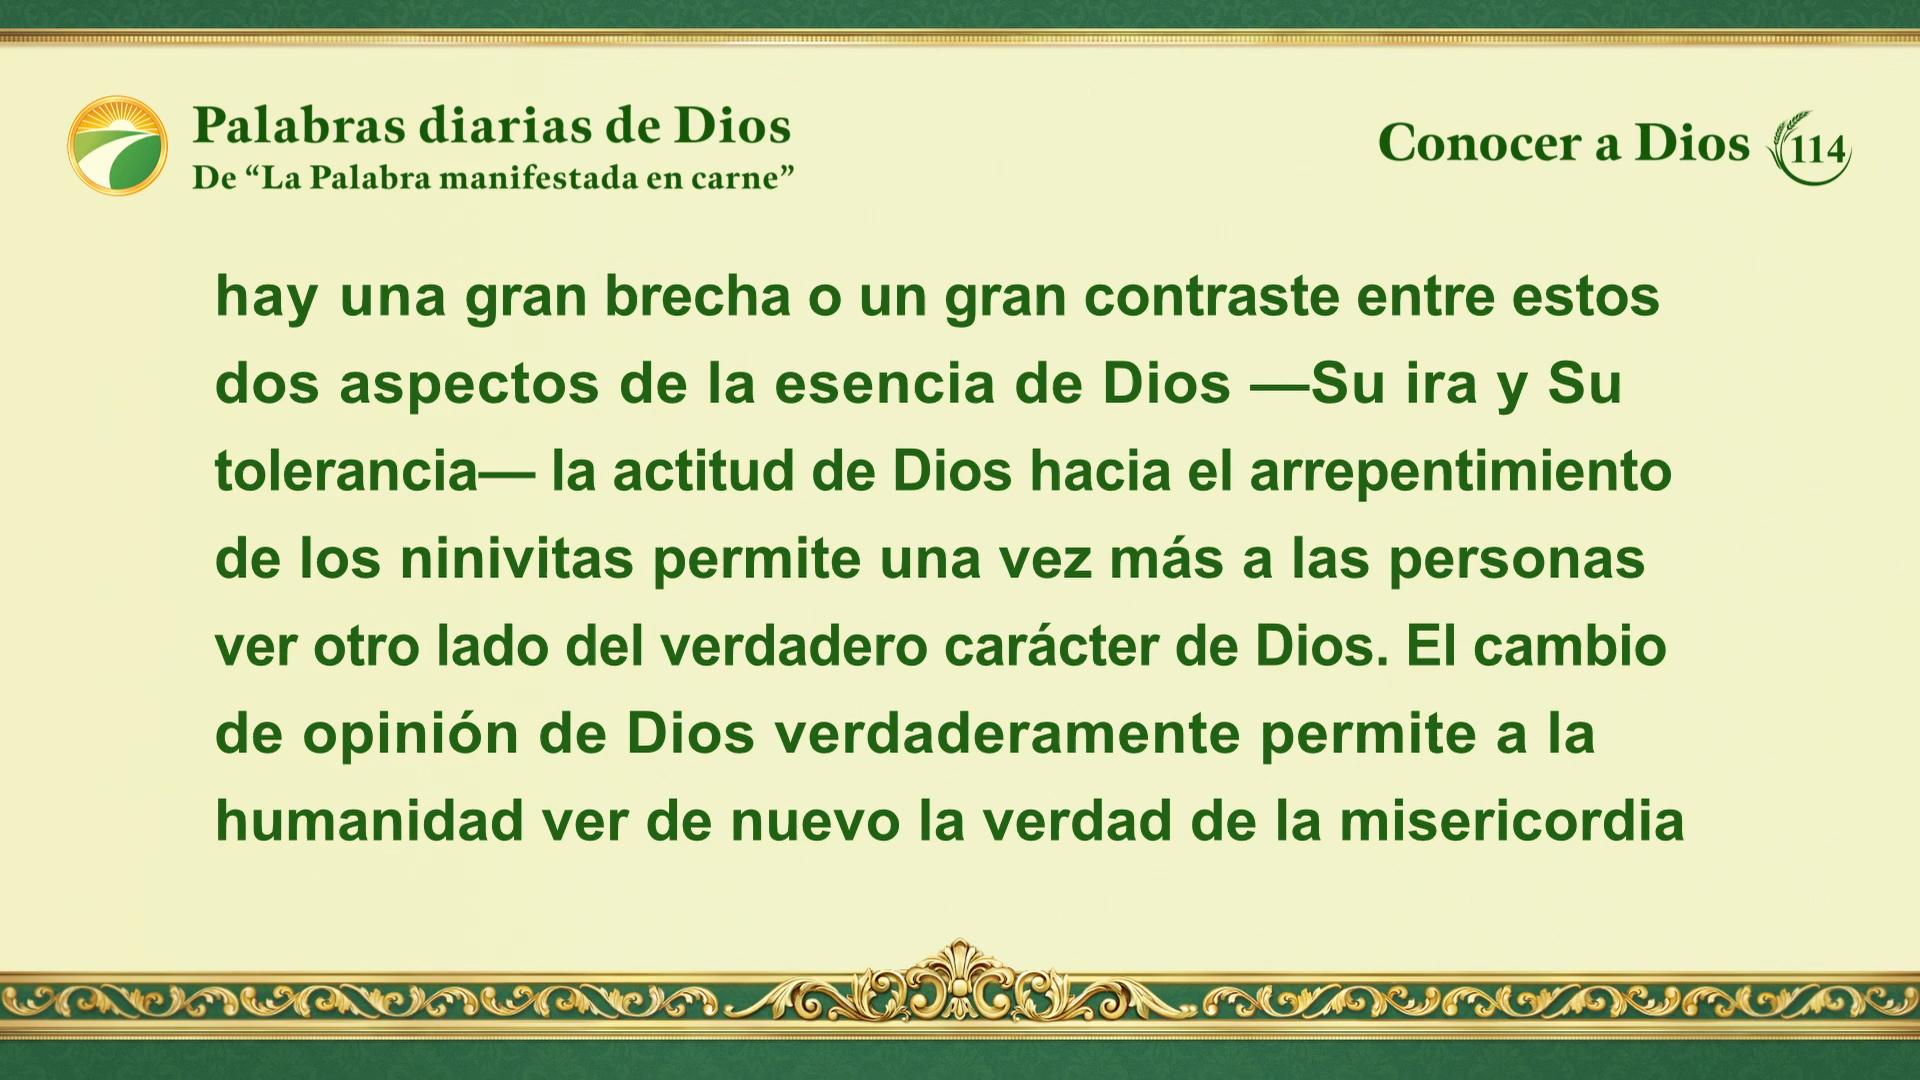 Palabras diarias de Dios
De “La Palabra manifestada en carne”
Conocer a Dios 114
hay una gran brecha o un gran contraste entre estos
dos aspectos de la esencia de Dios —Su ira y Su
tolerancia— la actitud de Dios hacia el arrepentimiento
de los ninivitas permite una vez más a las personas
ver otro lado del verdadero carácter de Dios. El cambio
de opinión de Dios verdaderamente permite a la
humanidad ver de nuevo la verdad de la misericordia